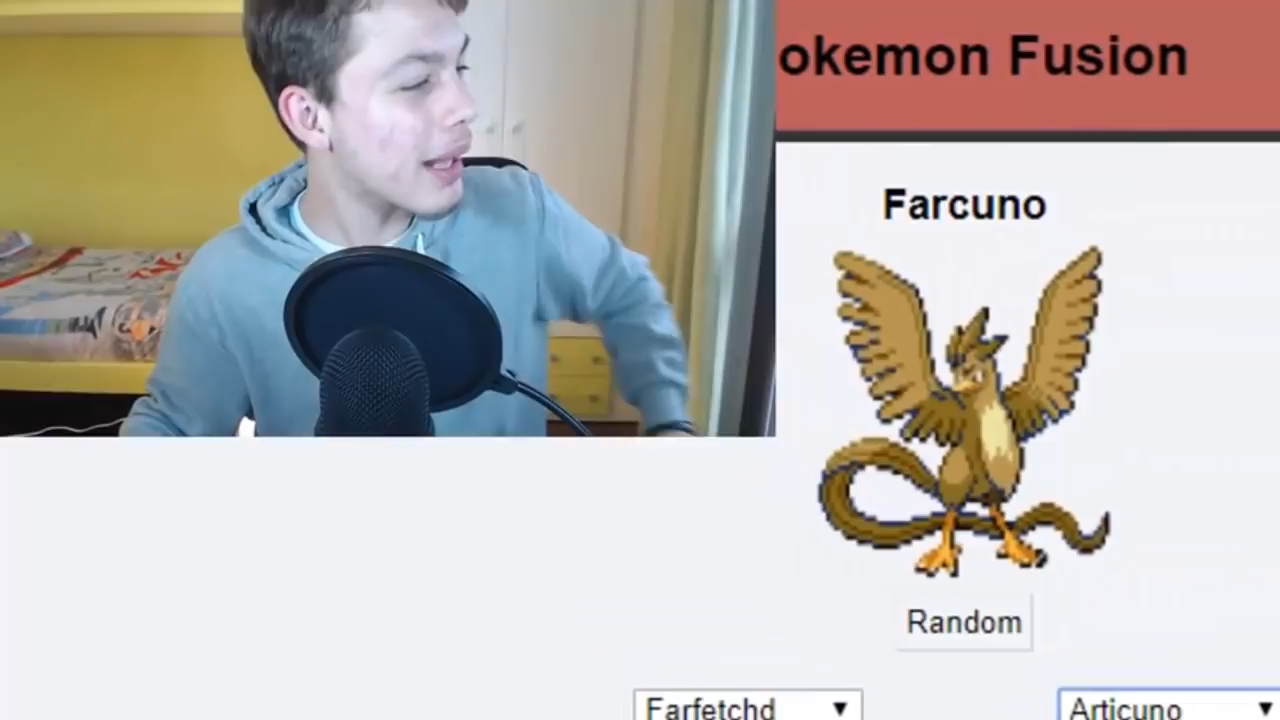 okemon Fusion
Farcuno
Random
Farfetchd
Articuno